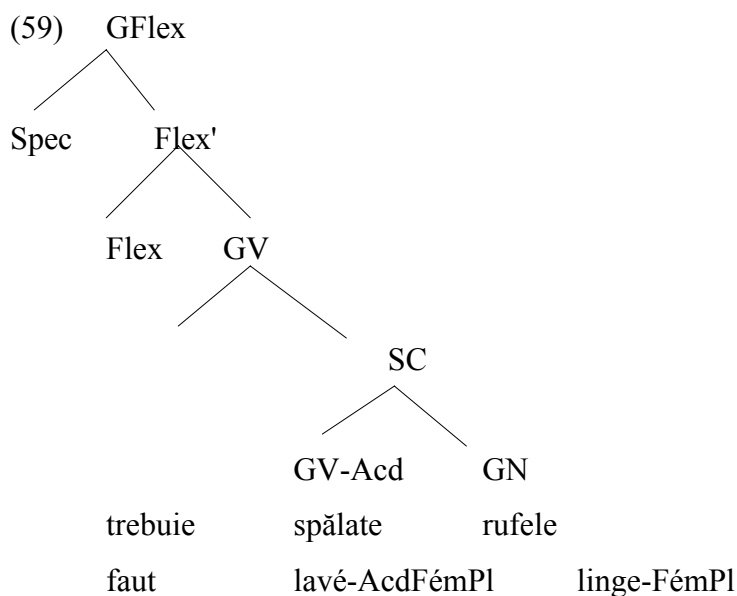 (59) GFlex
Spec Flex'
Flex GV
SC
GV-Acd GN
trebuie spălate rufele
faut lavé-AcdFémPl linge-FémPl